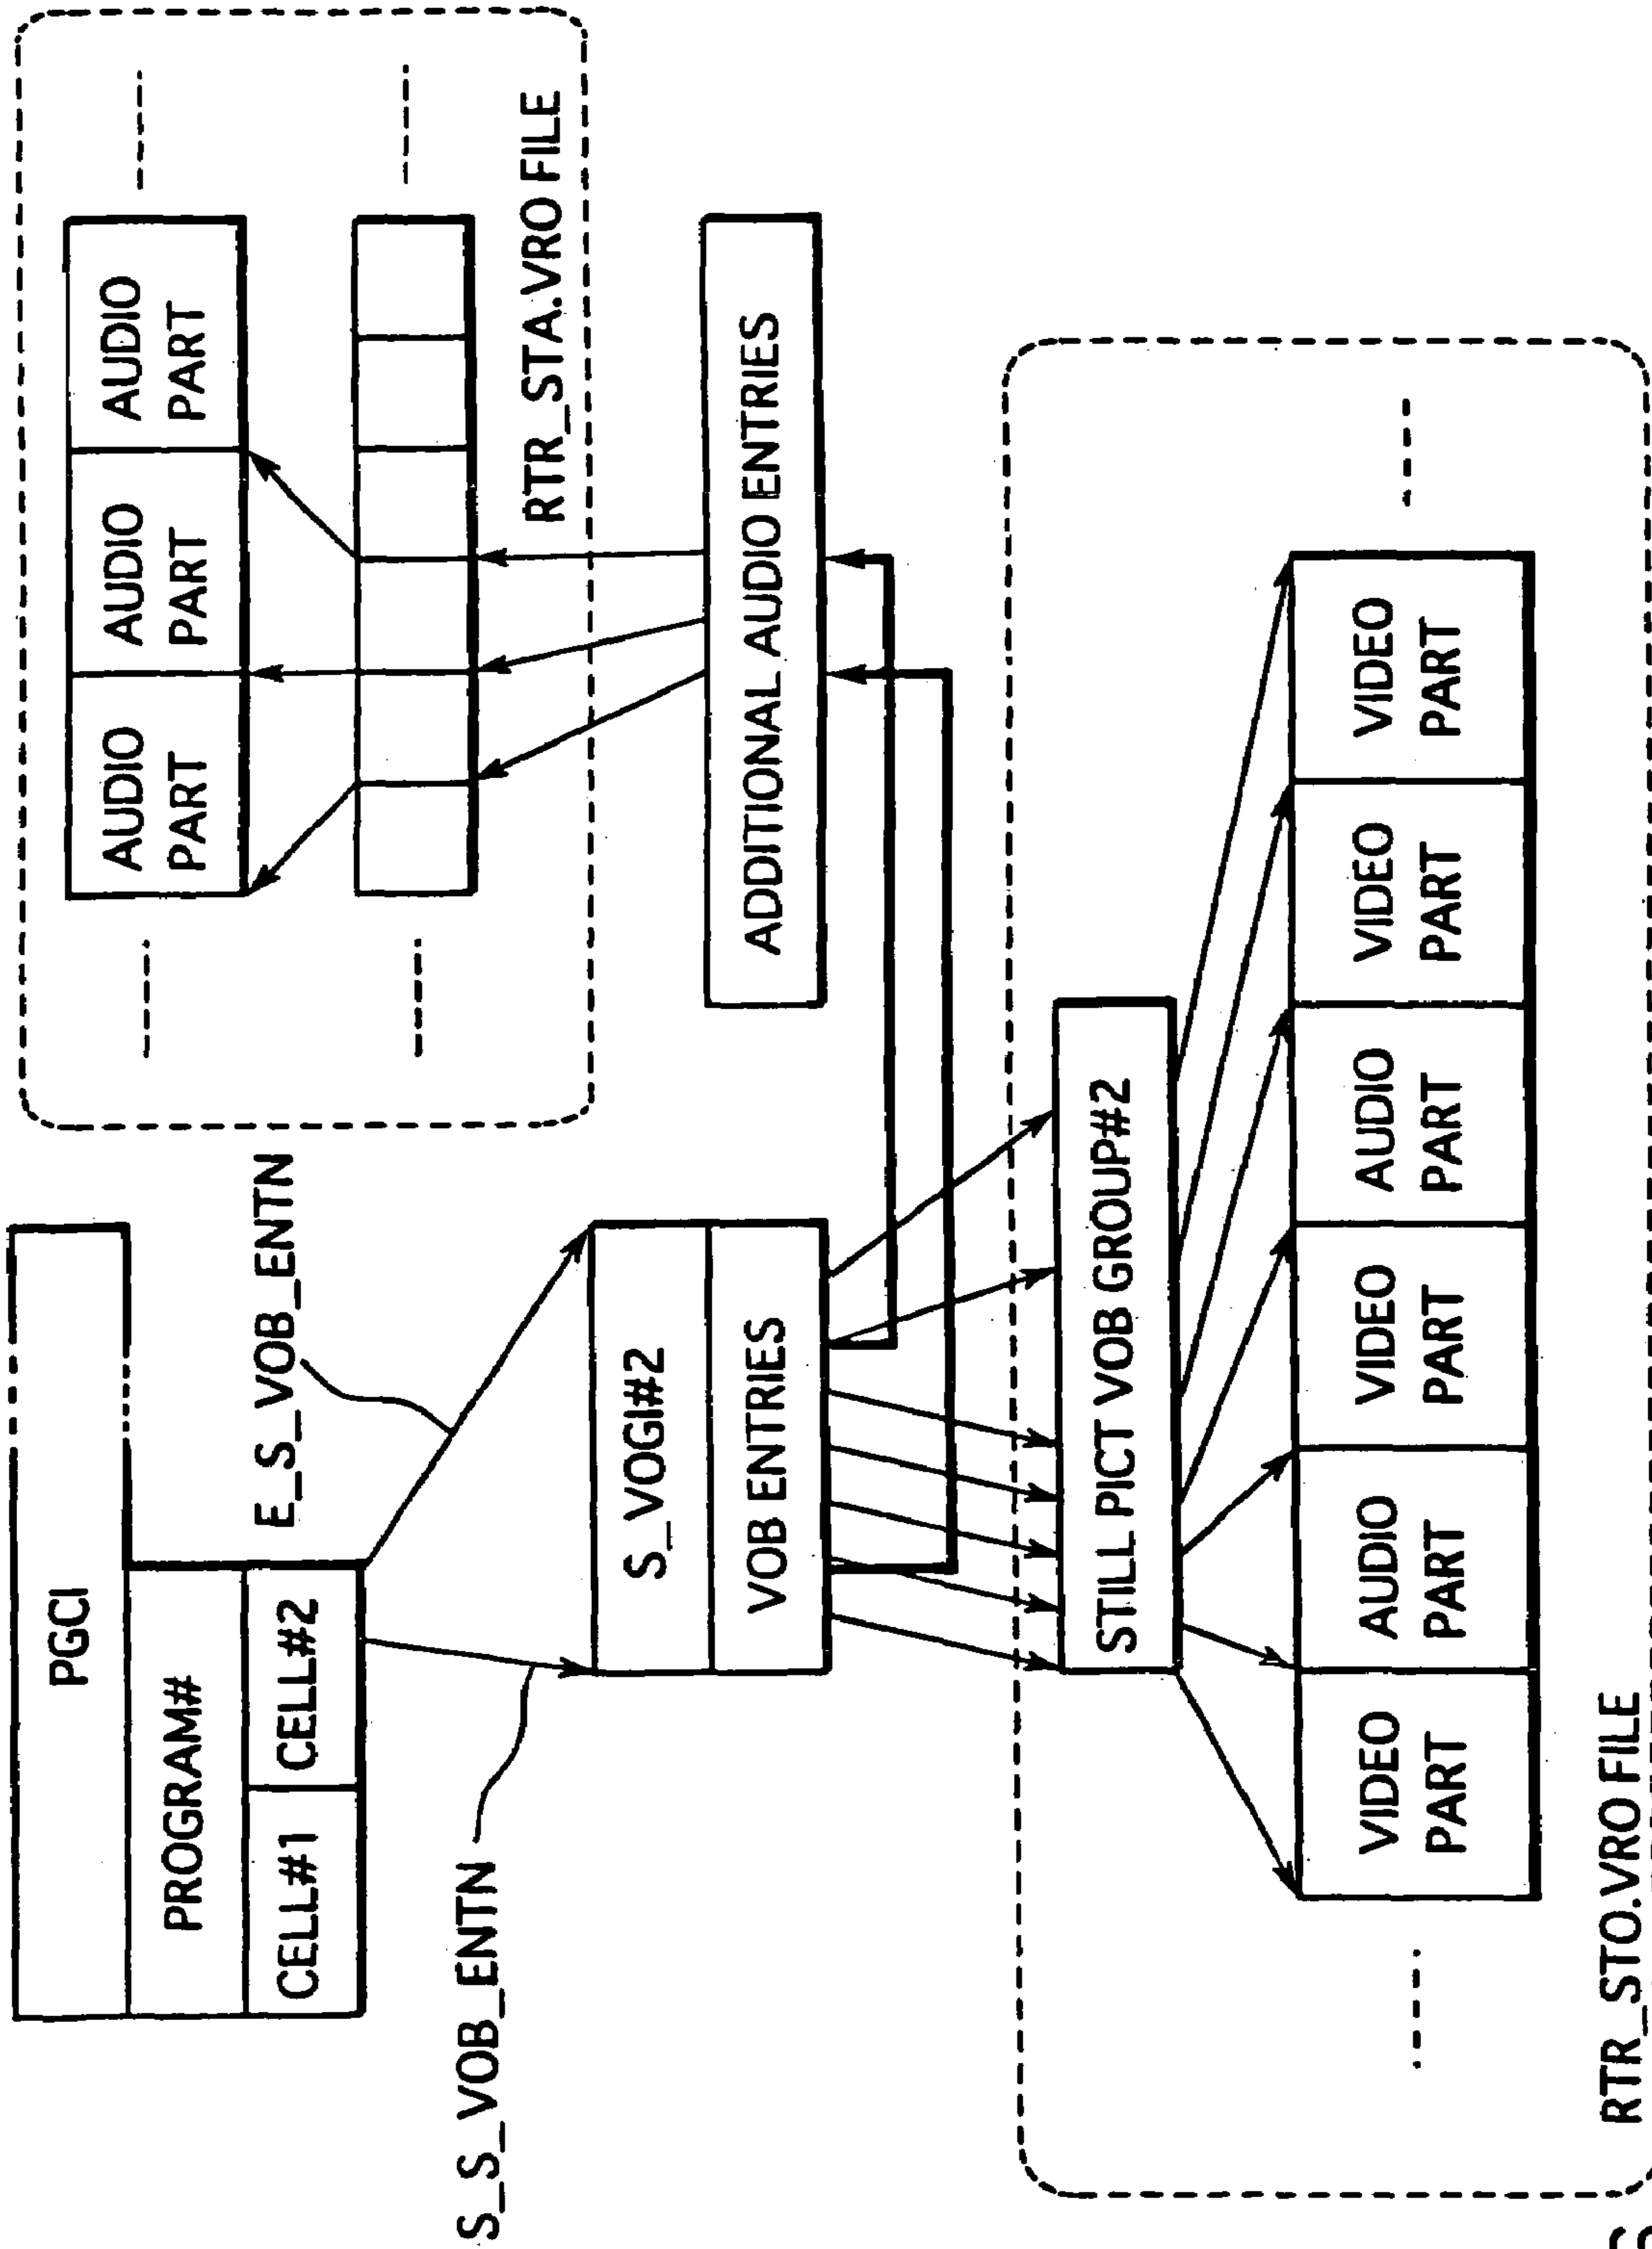 PGCI
PROGRAM#
CELL#1 CELL#2
E_S_VOB_ENTN
S_S_VOB_ENTN
S_VOGI#2
VOB ENTRIES
AUDIO PART
AUDIO PART
AUDIO PART
RTR_STA.VRO FILE
ADDITIONAL AUDIO ENTRIES
STILL PICT VOB GROUP#2
VIDEO PART
AUDIO PART
VIDEO PART
AUDIO PART
VIDEO PART
VIDEO PART
RTR_STO.VRO FILE